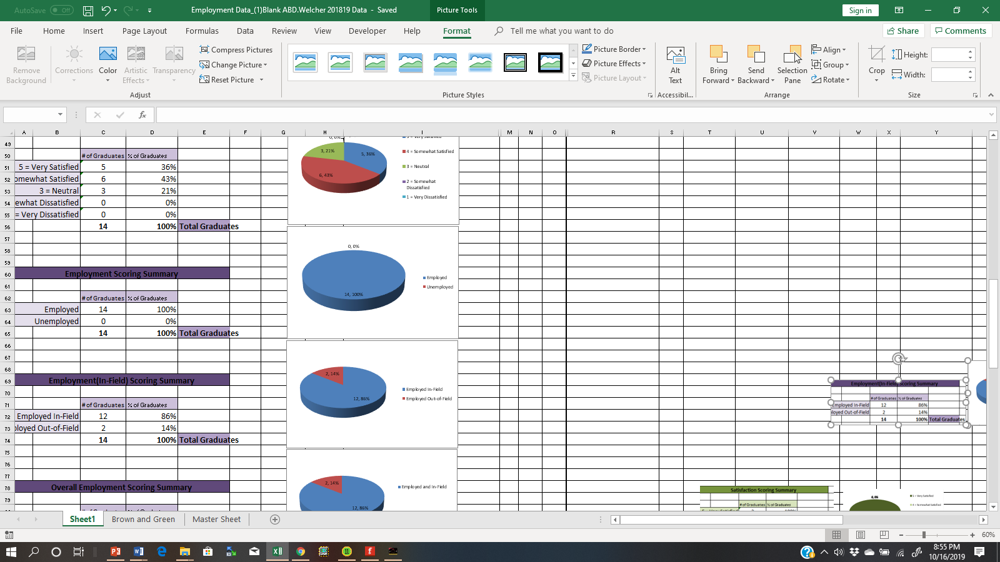 AutoSave Off Employment Data_(1)Blank ABD.Welcher 201819 Data - Saved Picture Tools Sign in
File Home Insert Page Layout Formulas Data Review View Developer Help Format Tell me what you want to do Share Comments
Remove Background Corrections Color Artistic Effects Transparency
Compress Pictures
Change Picture
Reset Picture
Picture Border
Picture Effects
Picture Layout
Alt Text
Bring Forward Send Backward Selection Pane
Align
Group
Rotate
Crop
Height:
Width:
Adjust Picture Styles Accessibil... Arrange Size
fx
A B C D E F G H I M N O R S T U V W X Y
49
50 # of Graduates % of Graduates
51 5 = Very Satisfied 5 36%
52 omewhat Satisfied 6 43%
53 3 = Neutral 3 21%
54 ewhat Dissatisfied 0 0%
55 = Very Dissatisfied 0 0%
56 14 100% Total Graduates
57
58
59
60 Employment Scoring Summary
61
62 # of Graduates % of Graduates
63 Employed 14 100%
64 Unemployed 0 0%
65 14 100% Total Graduates
66
67
68
69 Employment(In-Field) Scoring Summary
70
71 # of Graduates % of Graduates
72 Employed In-Field 12 86%
73 ployed Out-of-Field 2 14%
74 14 100% Total Graduates
75
76
77
78 Overall Employment Scoring Summary
79
3, 21%
5, 36%
6, 43%
4 = Somewhat Satisfied
3 = Neutral
2 = Somewhat
Dissatisfied
1 = Very Dissatisfied
0, 0%
14, 100%
Employed
Unemployed
2, 14%
12, 86%
Employed In-Field
Employed Out-of-Field
2, 14%
12, 86%
Employed and In-Field
Employment(In-Field) Scoring Summary
# of Graduates % of Graduates
Employed In-Field 12 86%
loyed Out-of-Field 2 14%
14 100% Total Graduates
Satisfaction Scoring Summary
# of Graduates % of Graduates
Sheet1 Brown and Green Master Sheet
60%
8:55 PM
10/16/2019